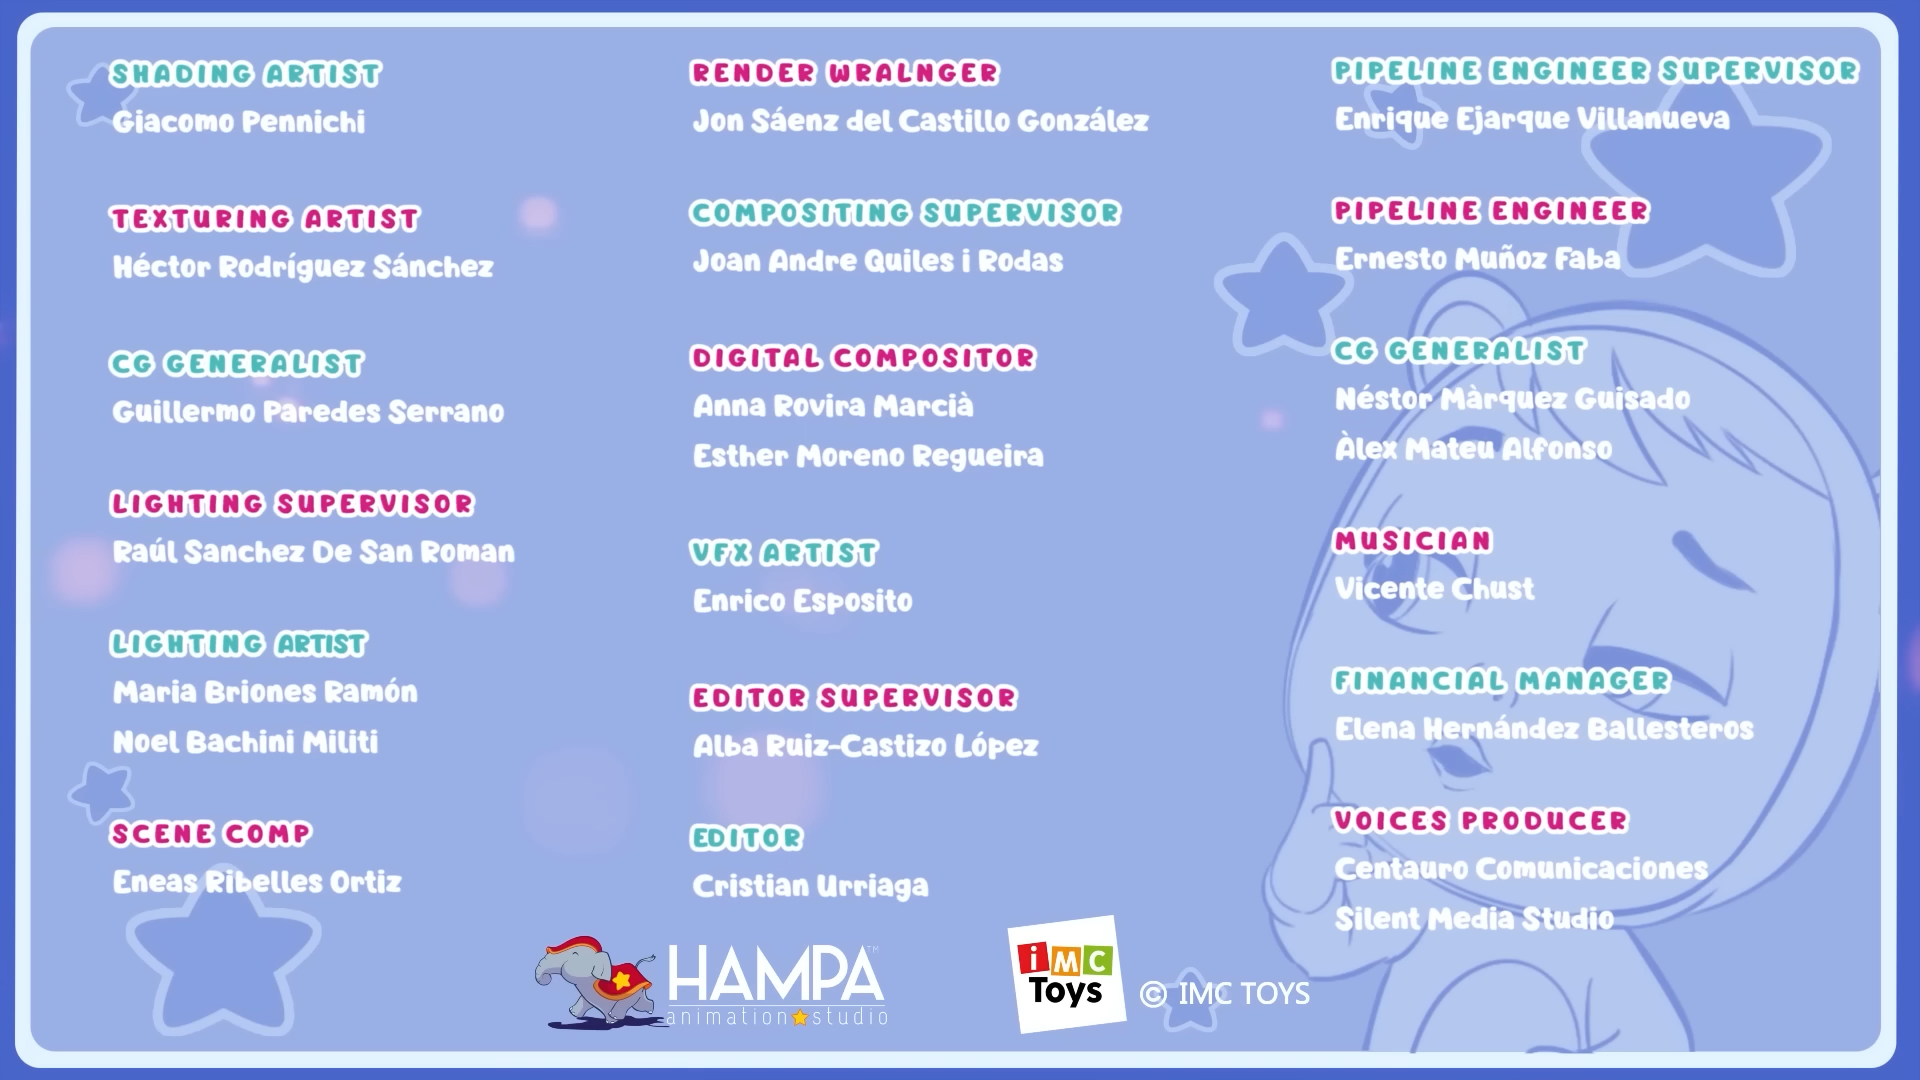 SHADING ARTIST
Giacomo Pennichi
TEXTURING ARTIST
Héctor Rodríguez Sánchez
CG GENERALIST
Guillermo Paredes Serrano
LIGHTING SUPERVISOR
Raúl Sanchez De San Roman
LIGHTING ARTIST
Maria Briones Ramón
Noel Bachini Militi
SCENE COMP
Eneas Ribelles Ortiz
RENDER WRALNGER
Jon Sáenz del Castillo González
COMPOSITING SUPERVISOR
Joan Andre Quiles i Rodas
DIGITAL COMPOSITOR
Anna Rovira Marcià
Esther Moreno Regueira
VFX ARTIST
Enrico Esposito
EDITOR SUPERVISOR
Alba Ruiz-Castizo López
EDITOR
Cristian Urriaga
PIPELINE ENGINEER SUPERVISOR
Enrique Ejarque Villanueva
PIPELINE ENGINEER
Ernesto Muñoz Faba
CG GENERALIST
Néstor Màrquez Guisado
Àlex Mateu Alfonso
MUSICIAN
Vicente Chust
FINANCIAL MANAGER
Elena Hernández Ballesteros
VOICES PRODUCER
Centauro Comunicaciones
Silent Media Studio
HAMPA™
animation studio
iMC
Toys
© IMC TOYS